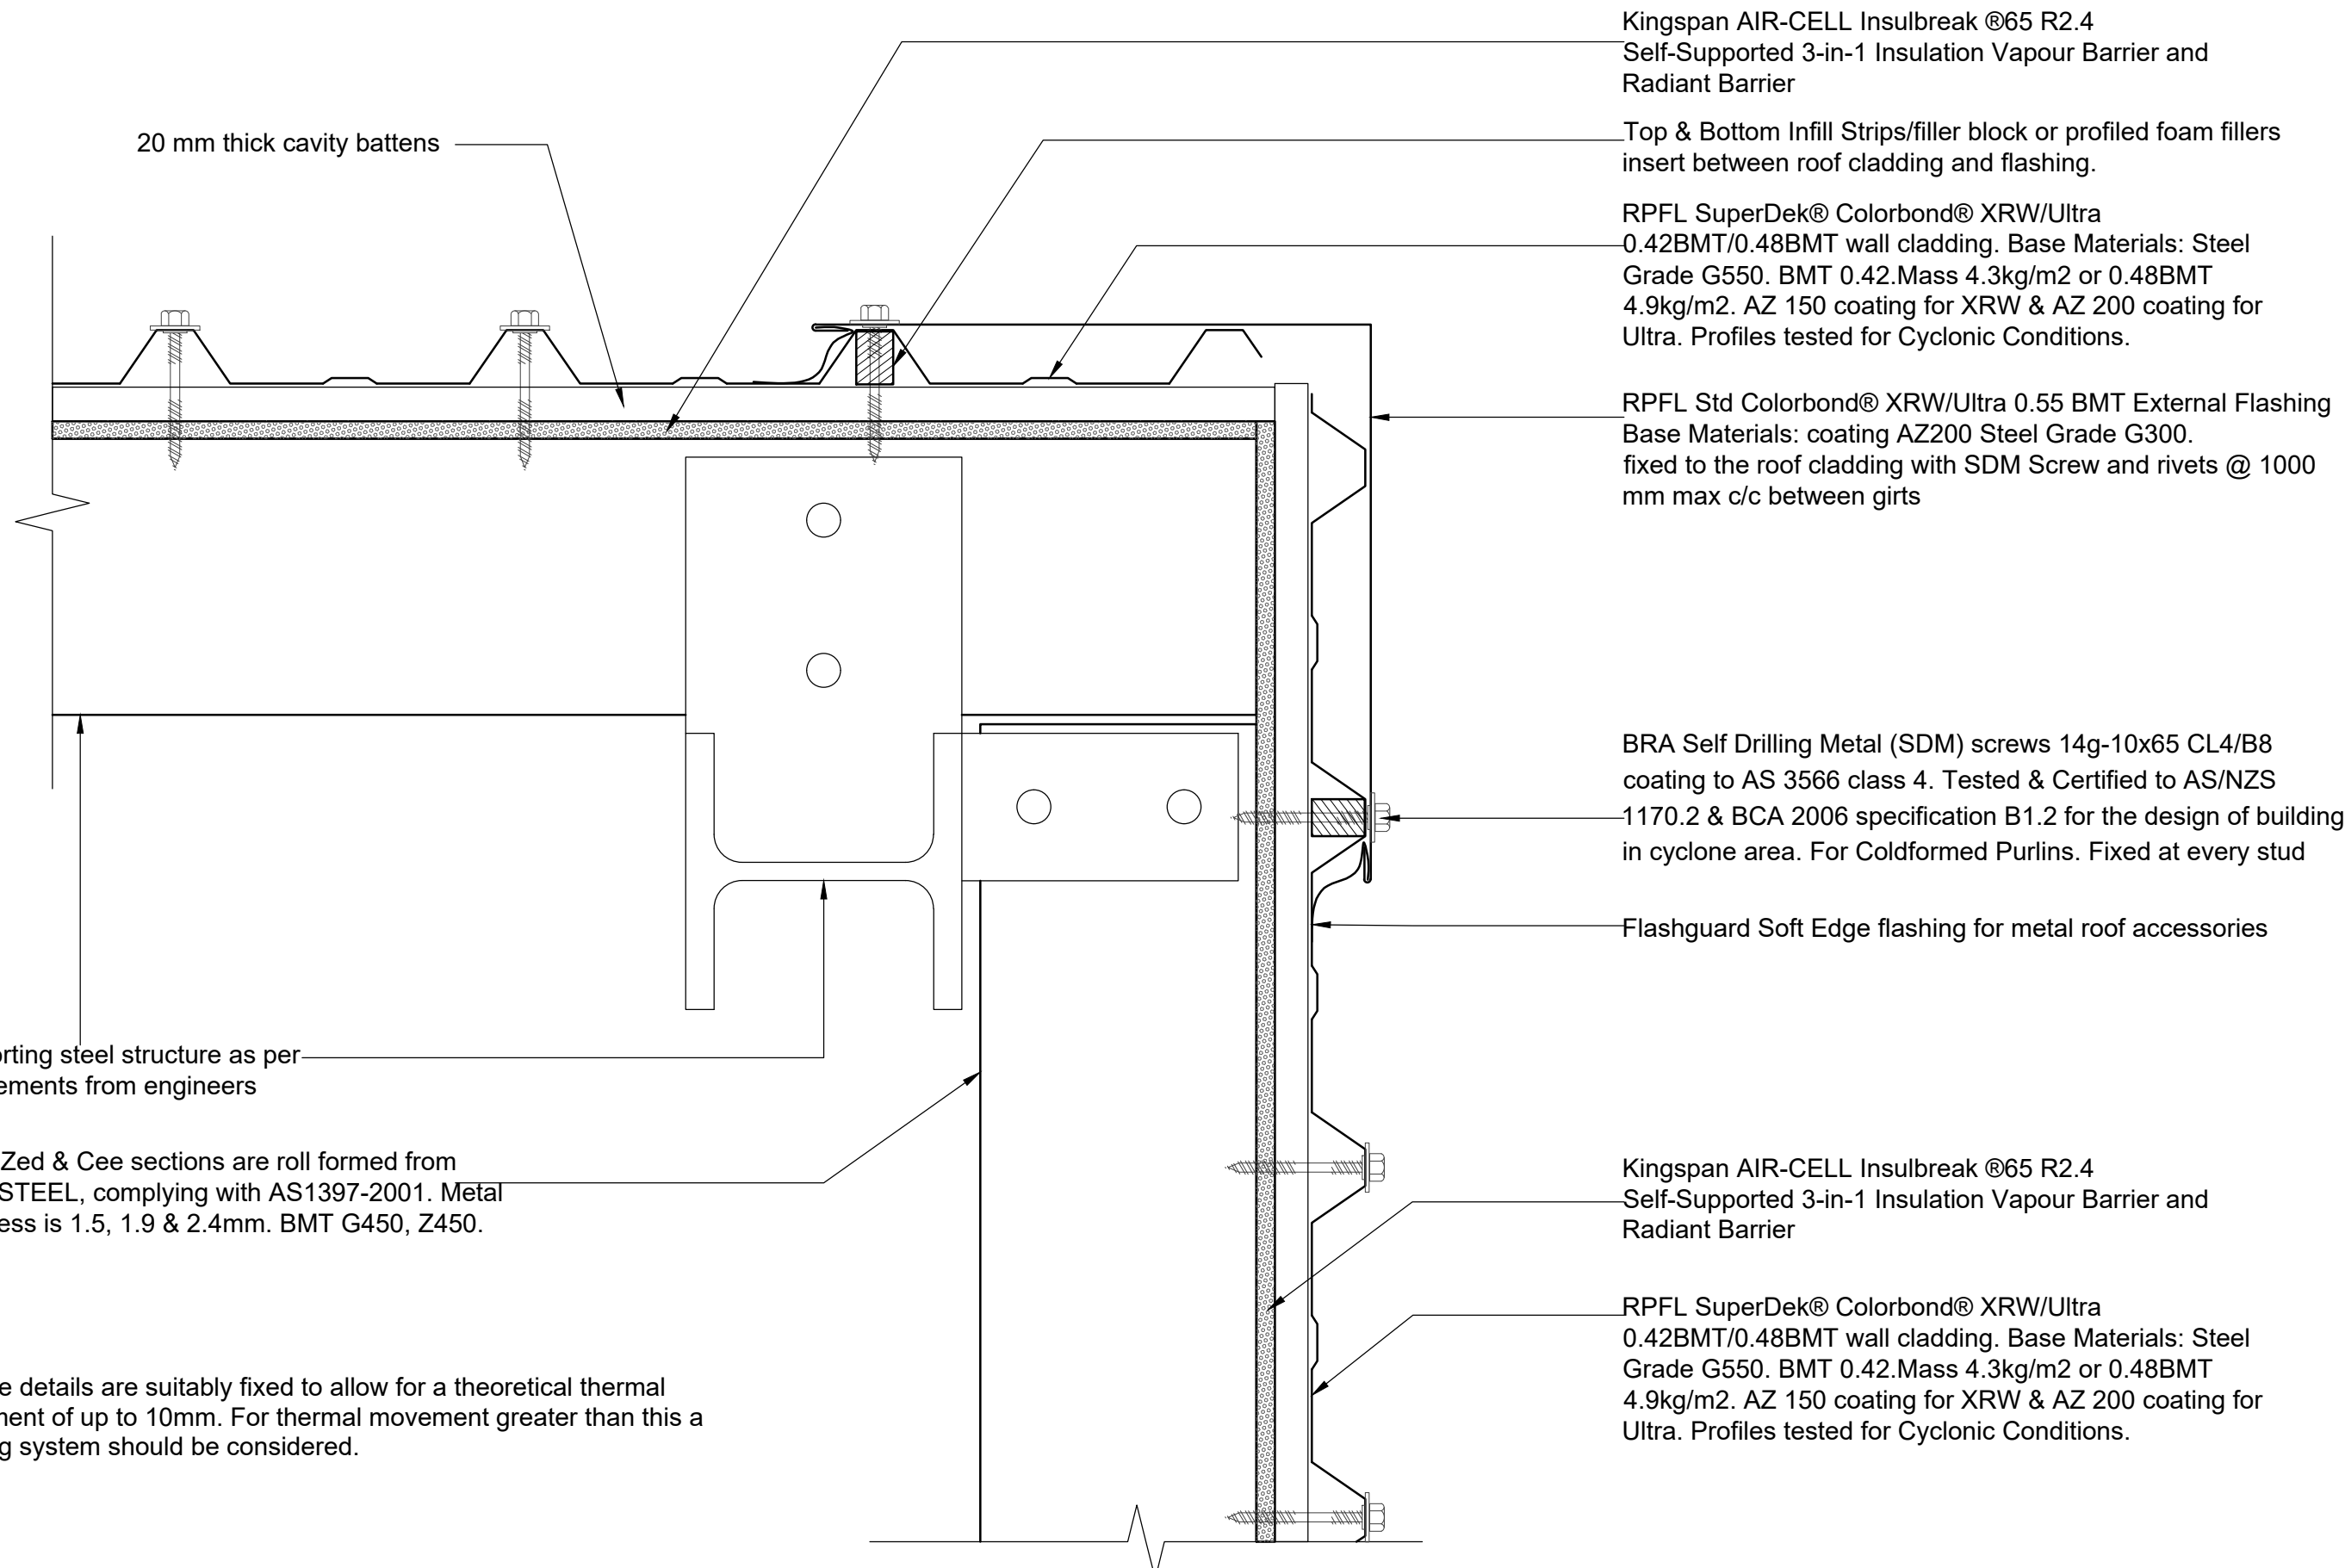 Kingspan AIR-CELL Insulbreak ®65 R2.4
Self-Supported 3-in-1 Insulation Vapour Barrier and
Radiant Barrier
20 mm thick cavity battens
Top & Bottom Infill Strips/filler block or profiled foam fillers
insert between roof cladding and flashing.
RPFL SuperDek® Colorbond® XRW/Ultra
0.42BMT/0.48BMT wall cladding. Base Materials: Steel
Grade G550. BMT 0.42.Mass 4.3kg/m2 or 0.48BMT
4.9kg/m2. AZ 150 coating for XRW & AZ 200 coating for
Ultra. Profiles tested for Cyclonic Conditions.
RPFL Std Colorbond® XRW/Ultra 0.55 BMT External Flashing
Base Materials: coating AZ200 Steel Grade G300.
fixed to the roof cladding with SDM Screw and rivets @ 1000
mm max c/c between girts
BRA Self Drilling Metal (SDM) screws 14g-10x65 CL4/B8
coating to AS 3566 class 4. Tested & Certified to AS/NZS
1170.2 & BCA 2006 specification B1.2 for the design of building
in cyclone area. For Coldformed Purlins. Fixed at every stud
Flashguard Soft Edge flashing for metal roof accessories
rting steel structure as per
ements from engineers
Zed & Cee sections are roll formed from
STEEL, complying with AS1397-2001. Metal
ess is 1.5, 1.9 & 2.4mm. BMT G450, Z450.
Kingspan AIR-CELL Insulbreak ®65 R2.4
Self-Supported 3-in-1 Insulation Vapour Barrier and
Radiant Barrier
RPFL SuperDek® Colorbond® XRW/Ultra
0.42BMT/0.48BMT wall cladding. Base Materials: Steel
Grade G550. BMT 0.42.Mass 4.3kg/m2 or 0.48BMT
4.9kg/m2. AZ 150 coating for XRW & AZ 200 coating for
Ultra. Profiles tested for Cyclonic Conditions.
e details are suitably fixed to allow for a theoretical thermal
ent of up to 10mm. For thermal movement greater than this a
g system should be considered.